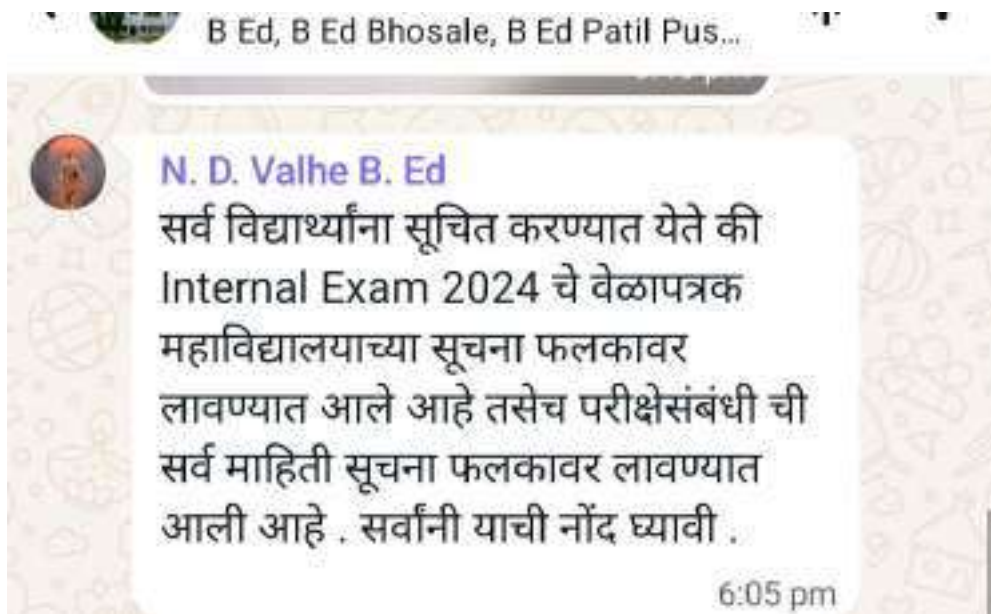 B Ed, B Ed Bhosale, B Ed Patil Pus...
N. D. Valhe B. Ed
सर्व विद्यार्थ्यांना सूचित करण्यात येते की
Internal Exam 2024 चे वेळापत्रक
महाविद्यालयाच्या सूचना फलकावर
लावण्यात आले आहे तसेच परीक्षेसंबंधी ची
सर्व माहिती सूचना फलकावर लावण्यात
आली आहे . सर्वांनी याची नोंद घ्यावी .
6:05 pm